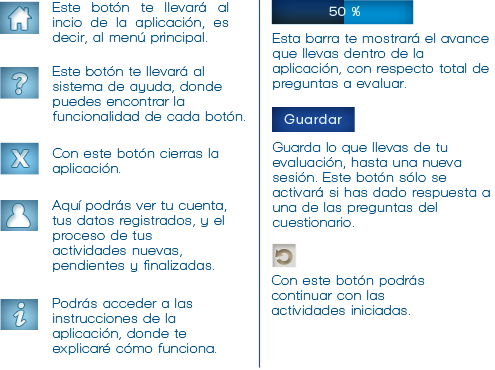 Este botón te llevará al
incio de la aplicación, es
decir, al menú principal.
?
Este botón te llevará al
sistema de ayuda, donde
puedes encontrar la
funcionalidad de cada botón.
X
Con este botón cierras la
aplicación.
Aquí podrás ver tu cuenta,
tus datos registrados, y el
proceso de tus
actividades nuevas,
pendientes y finalizadas.
i
Podrás acceder a las
instrucciones de la
aplicación, donde te
explicaré cómo funciona.
50 %
Esta barra te mostrará el avance
que llevas dentro de la
aplicación, con respecto total de
preguntas a evaluar.
Guardar
Guarda lo que llevas de tu
evaluación, hasta una nueva
sesión. Este botón sólo se
activará si has dado respuesta a
una de las preguntas del
cuestionario.
Con este botón podrás
continuar con las
actividades iniciadas.